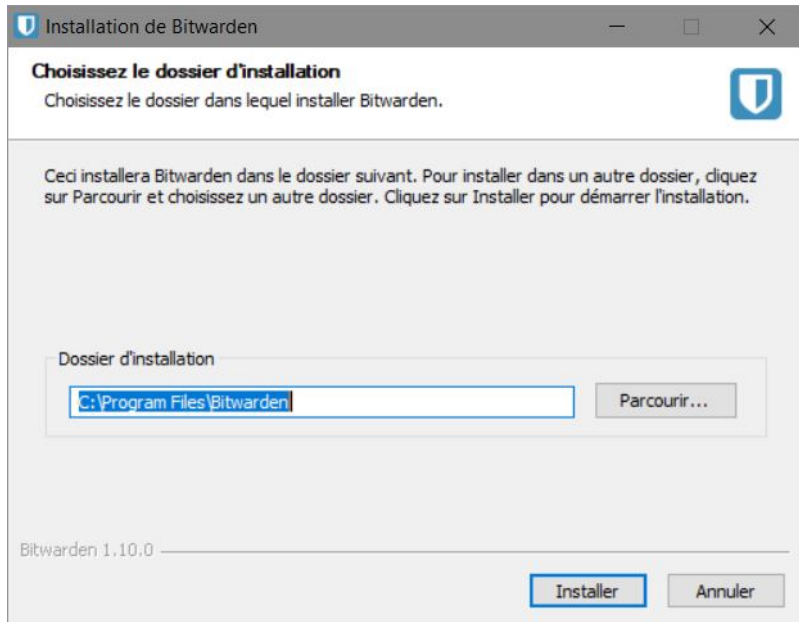 Installation de Bitwarden
Choisissez le dossier d'installation
Choisissez le dossier dans lequel installer Bitwarden.
Ceci installera Bitwarden dans le dossier suivant. Pour installer dans un autre dossier, cliquez
sur Parcourir et choisissez un autre dossier. Cliquez sur Installer pour démarrer l'installation.
Dossier d'installation
C:\Program Files\Bitwarden
Parcourir...
Bitwarden 1.10.0
Installer
Annuler